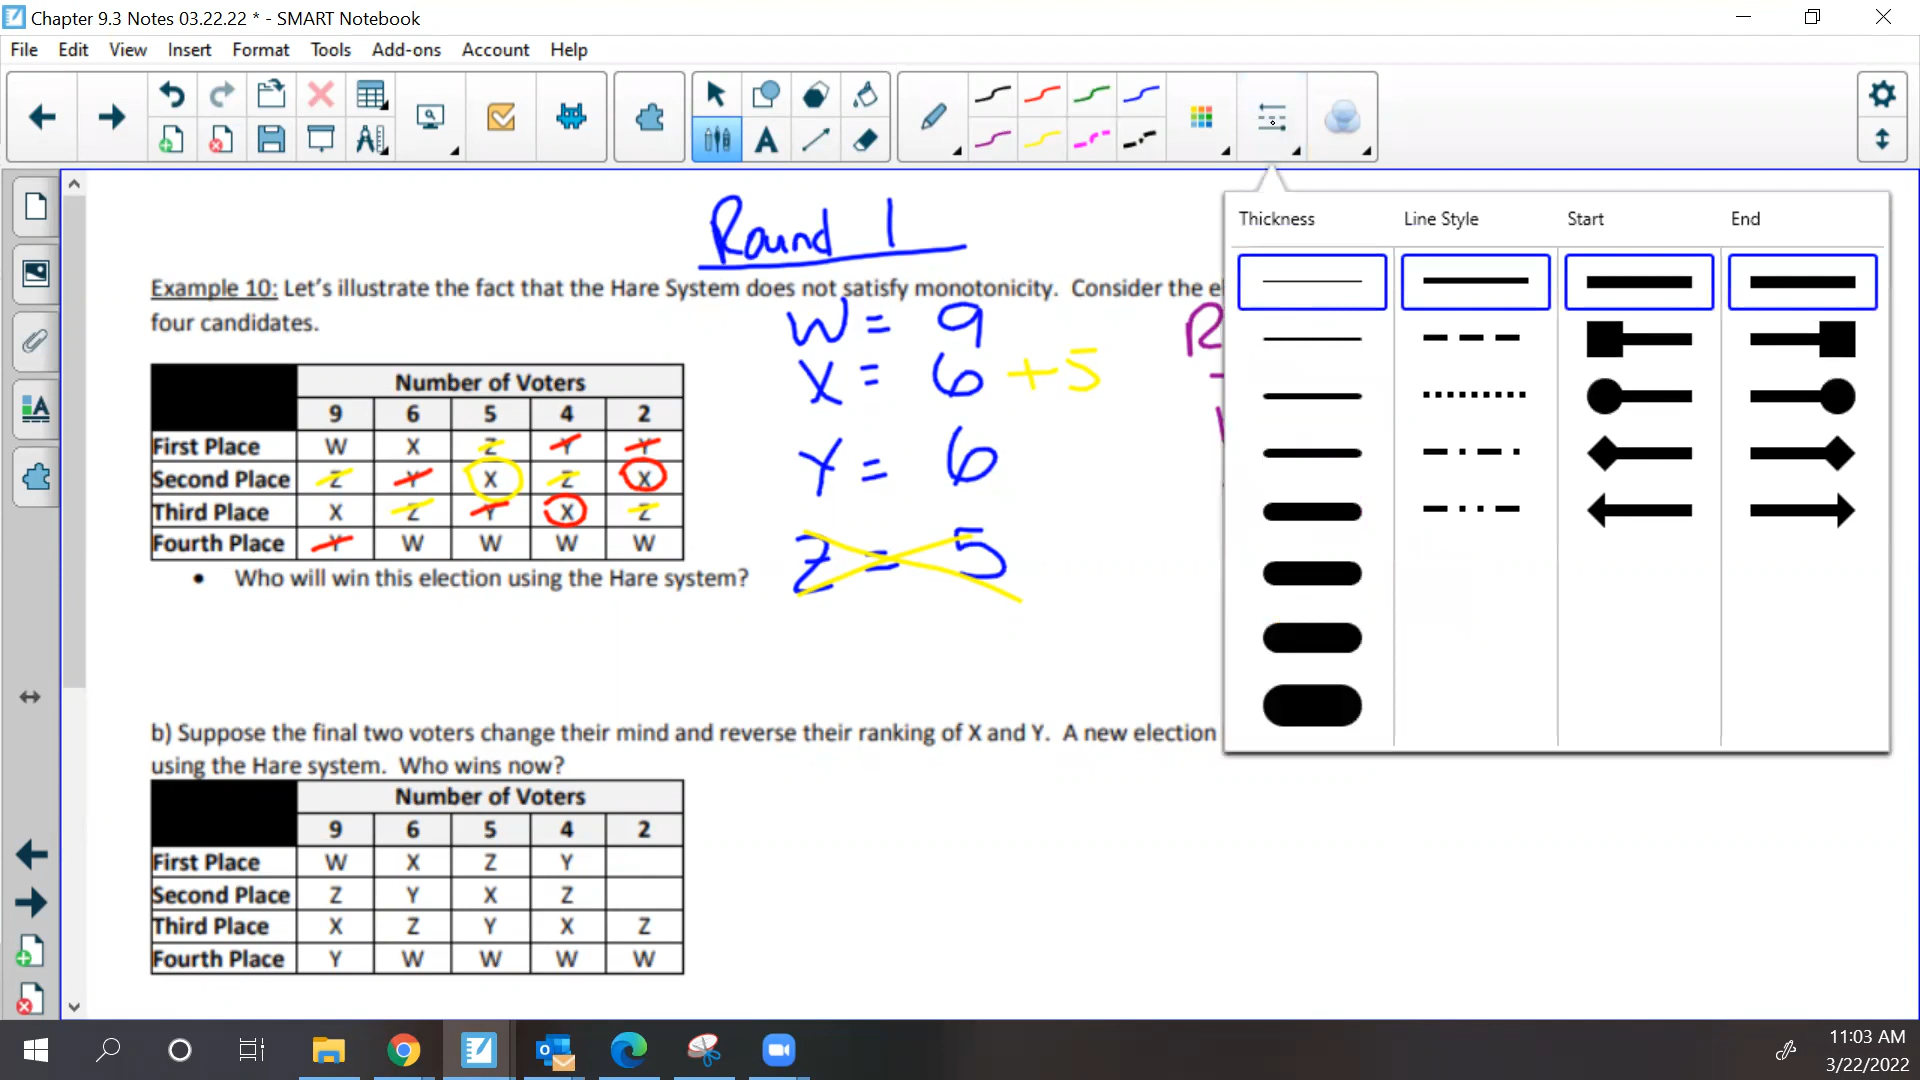 Chapter 9.3 Notes 03.22.22 * - SMART Notebook
File Edit View Insert Format Tools Add-ons Account Help
Thickness Line Style Start End
Round 1
Example 10: Let's illustrate the fact that the Hare System does not satisfy monotonicity. Consider the
four candidates.
W = 9
X = 6 +5
Y = 6
Z = 5
R
Number of Voters
9 6 5 4 2
First Place W X Z Y Y
Second Place Z Y X Z X
Third Place X Z Y X Z
Fourth Place Y W W W W
• Who will win this election using the Hare system?
b) Suppose the final two voters change their mind and reverse their ranking of X and Y. A new election
using the Hare system. Who wins now?
Number of Voters
9 6 5 4 2
First Place W X Z Y
Second Place Z Y X Z
Third Place X Z Y X Z
Fourth Place Y W W W W
11:03 AM
3/22/2022